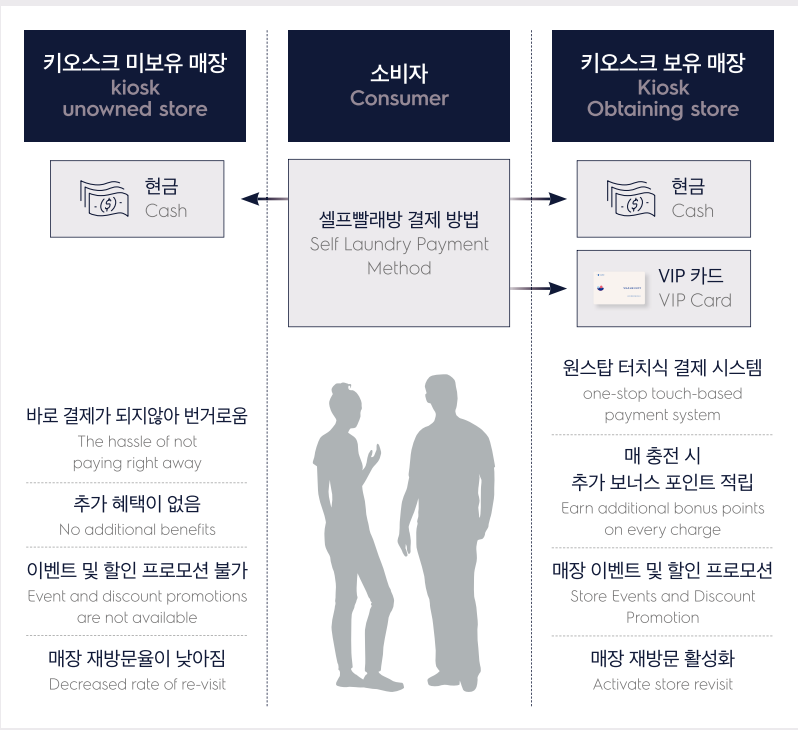 키오스크 미보유 매장
kiosk
unowned store
현금
Cash
바로 결제가 되지않아 번거로움
The hassle of not
paying right away
추가 혜택이 없음
No additional benefits
이벤트 및 할인 프로모션 불가
Event and discount promotions
are not available
매장 재방문율이 낮아짐
Decreased rate of re-visit
소비자
Consumer
셀프빨래방 결제 방법
Self Laundry Payment
Method
키오스크 보유 매장
Kiosk
Obtaining store
현금
Cash
VIP 카드
VIP Card
원스탑 터치식 결제 시스템
one-stop touch-based
payment system
매 충전 시
추가 보너스 포인트 적립
Earn additional bonus points
on every charge
매장 이벤트 및 할인 프로모션
Store Events and Discount
Promotion
매장 재방문 활성화
Activate store revisit